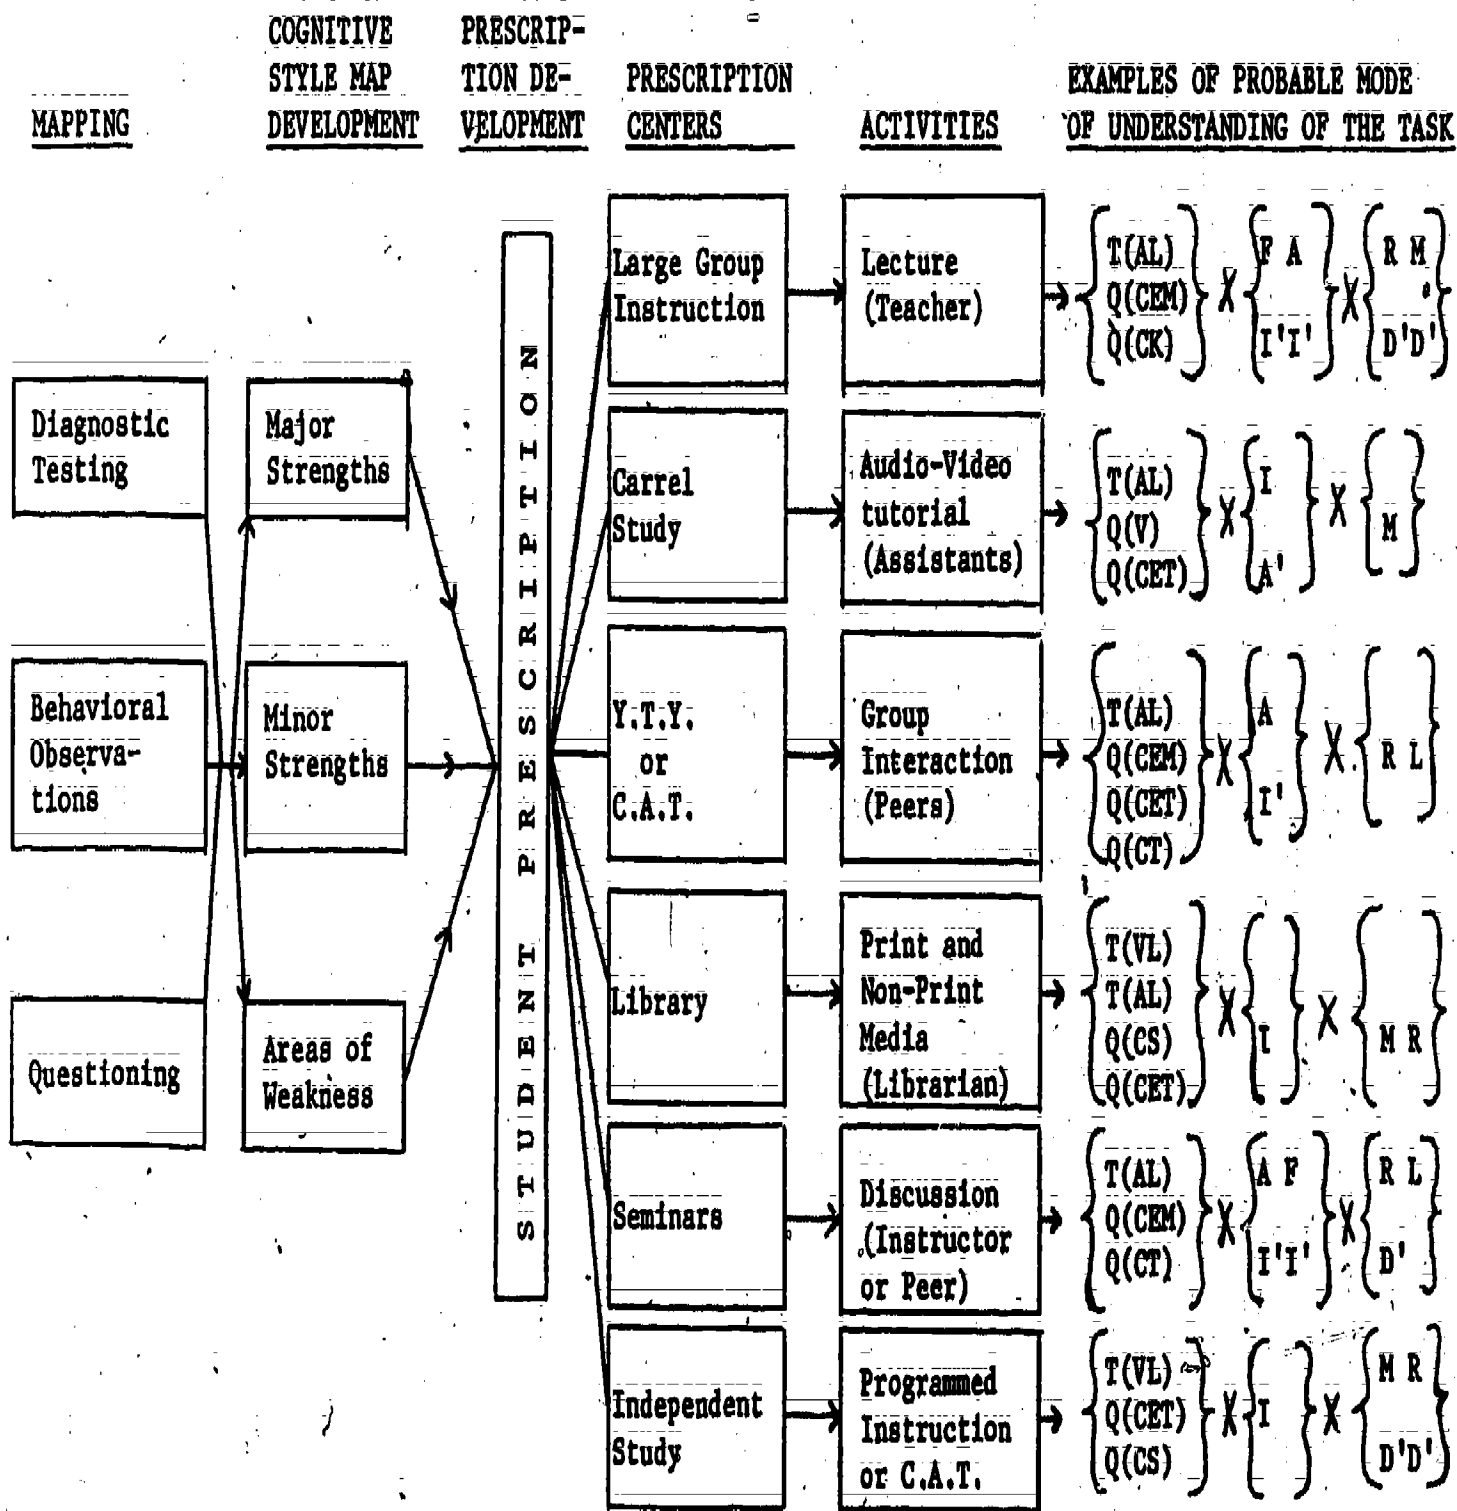 COGNITIVE
STYLE MAP
DEVELOPMENT
PRESCRIP-
TION DE-
VELOPMENT
MAPPING
PRESCRIPTION
CENTERS
ACTIVITIES
EXAMPLES OF PROBABLE MODE
OF UNDERSTANDING OF THE TASK
Diagnostic
Testing
Behavioral
Observa-
tions
Questioning
Major
Strengths
Minor
Strengths
Areas of
Weakness
STUDENT PRESCRIPTION
Large Group
Instruction
Lecture
(Teacher)
T(AL)
Q(CEM)
Q(CK)
X
F A
I'I'
X
R M
D'D'
Carrel
Study
Audio-Video
tutorial
(Assistants)
T(AL)
Q(V)
Q(CET)
X
I
A'
X
M
Y.T.Y.
or
C.A.T.
Group
Interaction
(Peers)
T(AL)
Q(CEM)
Q(CET)
Q(CT)
X
A
I'
X
R L
Library
Print and
Non-Print
Media
(Librarian)
T(VL)
T(AL)
Q(CS)
Q(CET)
X
I
X
M R
Seminars
Discussion
(Instructor
or Peer)
T(AL)
Q(CEM)
Q(CT)
X
A F
I'I'
X
R L
D'
Independent
Study
Programmed
Instruction
or C.A.T.
T(VL)
Q(CET)
Q(CS)
X
I
X
M R
D'D'